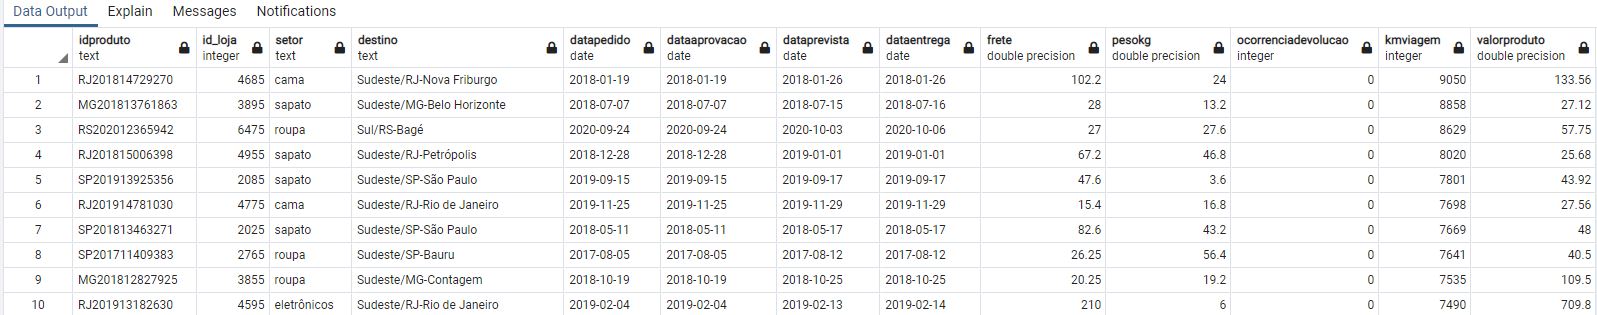 Data Output Explain Messages Notifications
idproduto id_loja setor destino datapedido dataaprovacao dataprevista dataentrega frete pesokg ocorrenciadevolucao kmviagem valorproduto
text integer text text date date date date double precision double precision integer integer double precision
1 RJ201814729270 4685 cama Sudeste/RJ-Nova Friburgo 2018-01-19 2018-01-19 2018-01-26 2018-01-26 102.2 24 0 9050 133.56
2 MG201813761863 3895 sapato Sudeste/MG-Belo Horizonte 2018-07-07 2018-07-07 2018-07-15 2018-07-16 28 13.2 0 8858 27.12
3 RS202012365942 6475 roupa Sul/RS-Bagé 2020-09-24 2020-09-24 2020-10-03 2020-10-06 27 27.6 0 8629 57.75
4 RJ201815006398 4955 sapato Sudeste/RJ-Petrópolis 2018-12-28 2018-12-28 2019-01-01 2019-01-01 67.2 46.8 0 8020 25.68
5 SP201913925356 2085 sapato Sudeste/SP-São Paulo 2019-09-15 2019-09-15 2019-09-17 2019-09-17 47.6 3.6 0 7801 43.92
6 RJ201914781030 4775 cama Sudeste/RJ-Rio de Janeiro 2019-11-25 2019-11-25 2019-11-29 2019-11-29 15.4 16.8 0 7698 27.56
7 SP201813463271 2025 sapato Sudeste/SP-São Paulo 2018-05-11 2018-05-11 2018-05-17 2018-05-17 82.6 43.2 0 7669 48
8 SP201711409383 2765 roupa Sudeste/SP-Bauru 2017-08-05 2017-08-05 2017-08-12 2017-08-12 26.25 56.4 0 7641 40.5
9 MG201812827925 3855 roupa Sudeste/MG-Contagem 2018-10-19 2018-10-19 2018-10-25 2018-10-25 20.25 19.2 0 7535 109.5
10 RJ201913182630 4595 eletrônicos Sudeste/RJ-Rio de Janeiro 2019-02-04 2019-02-04 2019-02-13 2019-02-14 210 6 0 7490 709.8